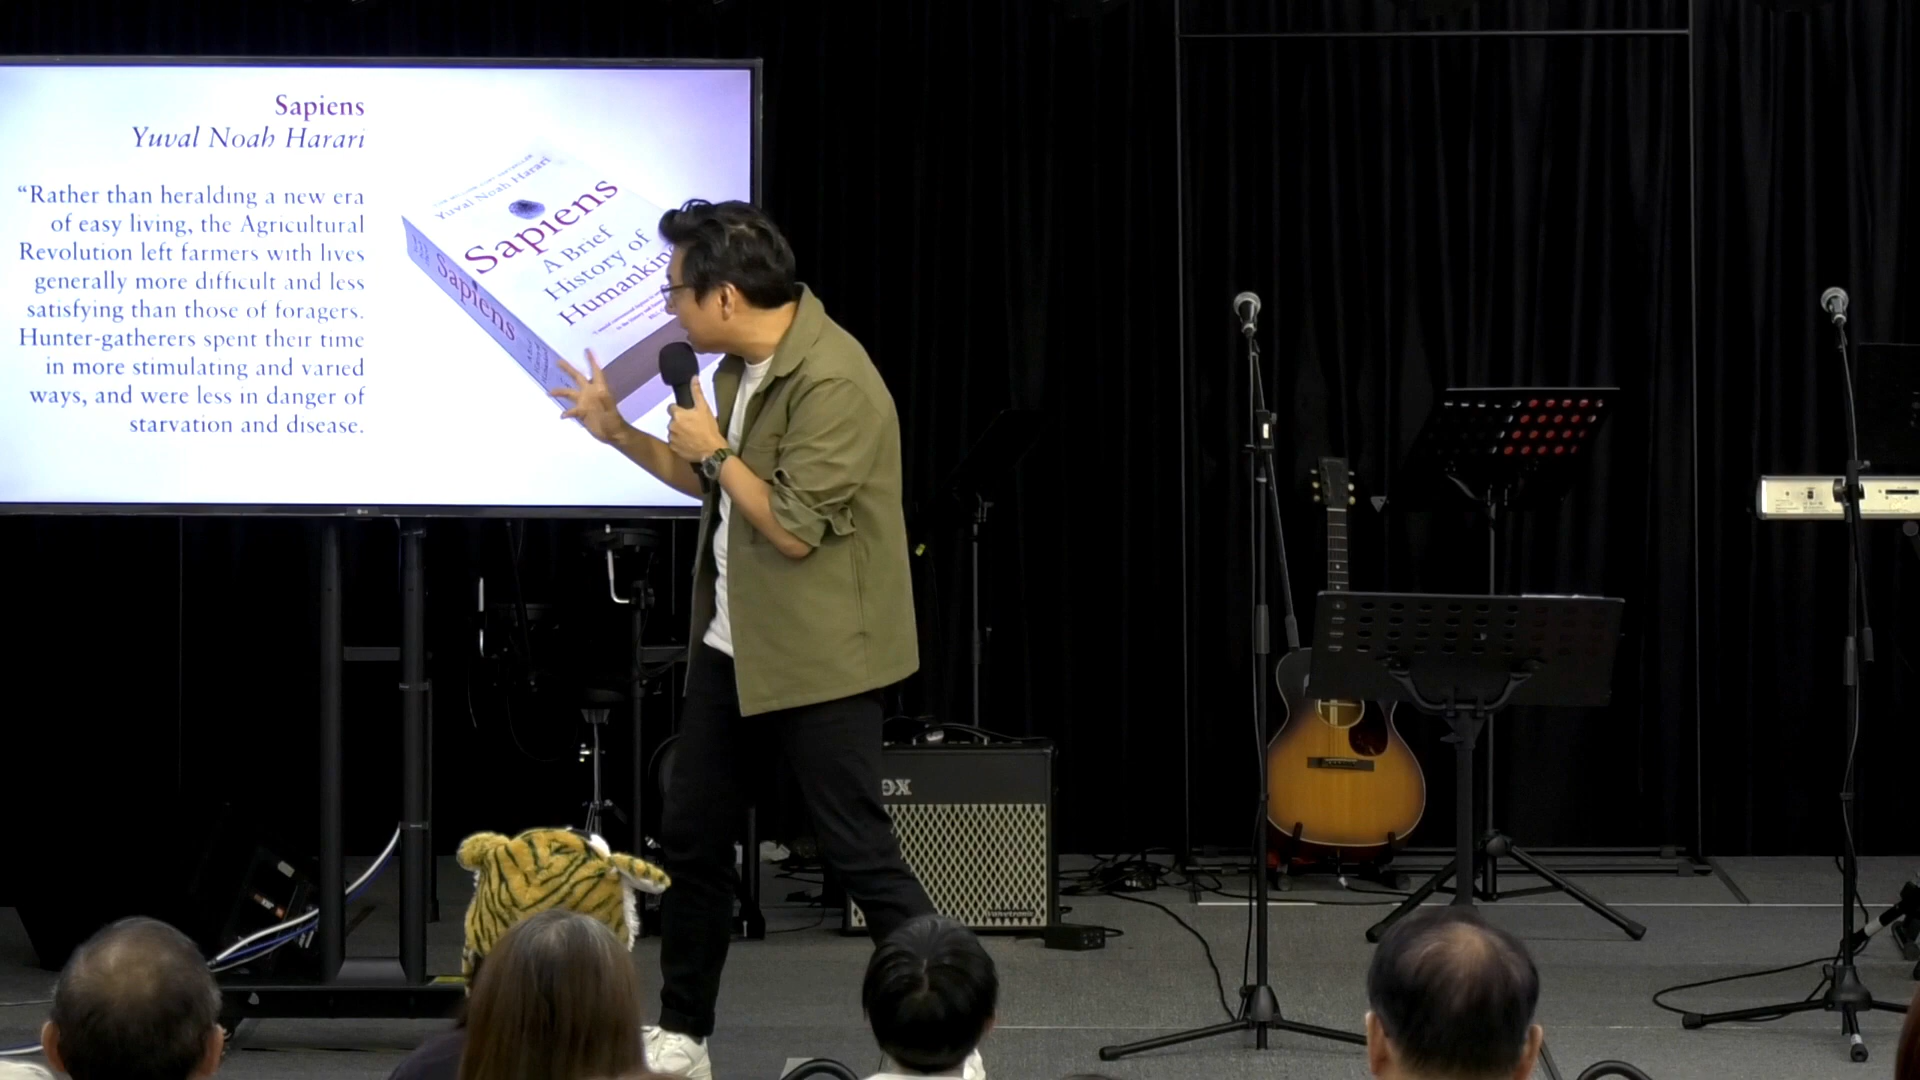 Sapiens
Yuval Noah Harari
“Rather than heralding a new era
of easy living, the Agricultural
Revolution left farmers with lives
generally more difficult and less
satisfying than those of foragers.
Hunter-gatherers spent their time
in more stimulating and varied
ways, and were less in danger of
starvation and disease.
Yuval Noah Harari
Sapiens
A Brief
History of
Humankin
Sapiens
LG
OX